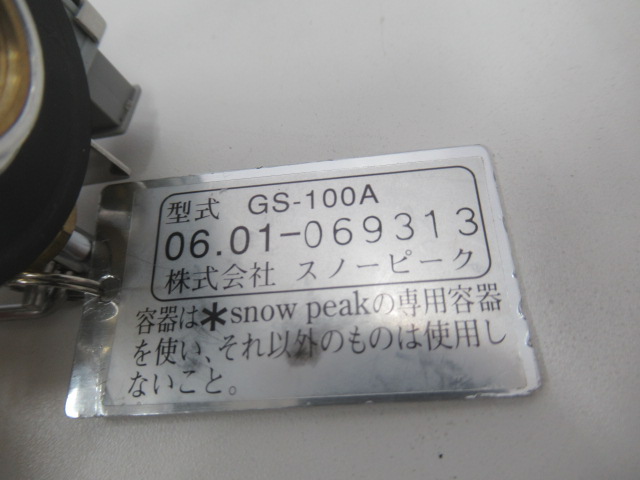 型式 GS-100A
06.01-069313
株式会社 スノーピーク
容器は*snow peakの専用容器
を使い、それ以外のものは使用し
ないこと。